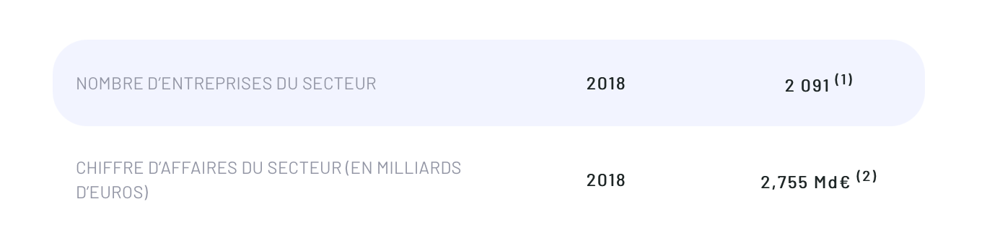 NOMBRE D’ENTREPRISES DU SECTEUR 2018 2 091 (1)
CHIFFRE D’AFFAIRES DU SECTEUR (EN MILLIARDS
D’EUROS) 2018 2,755 Md€ (2)